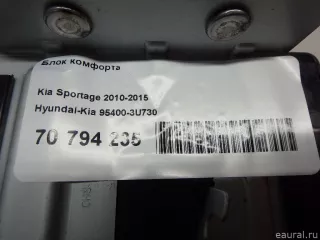 Блок комфорта
Kia Sportage 2010-2015
Hyundai-Kia 95400-3U730
70 794 235
eaural.ru